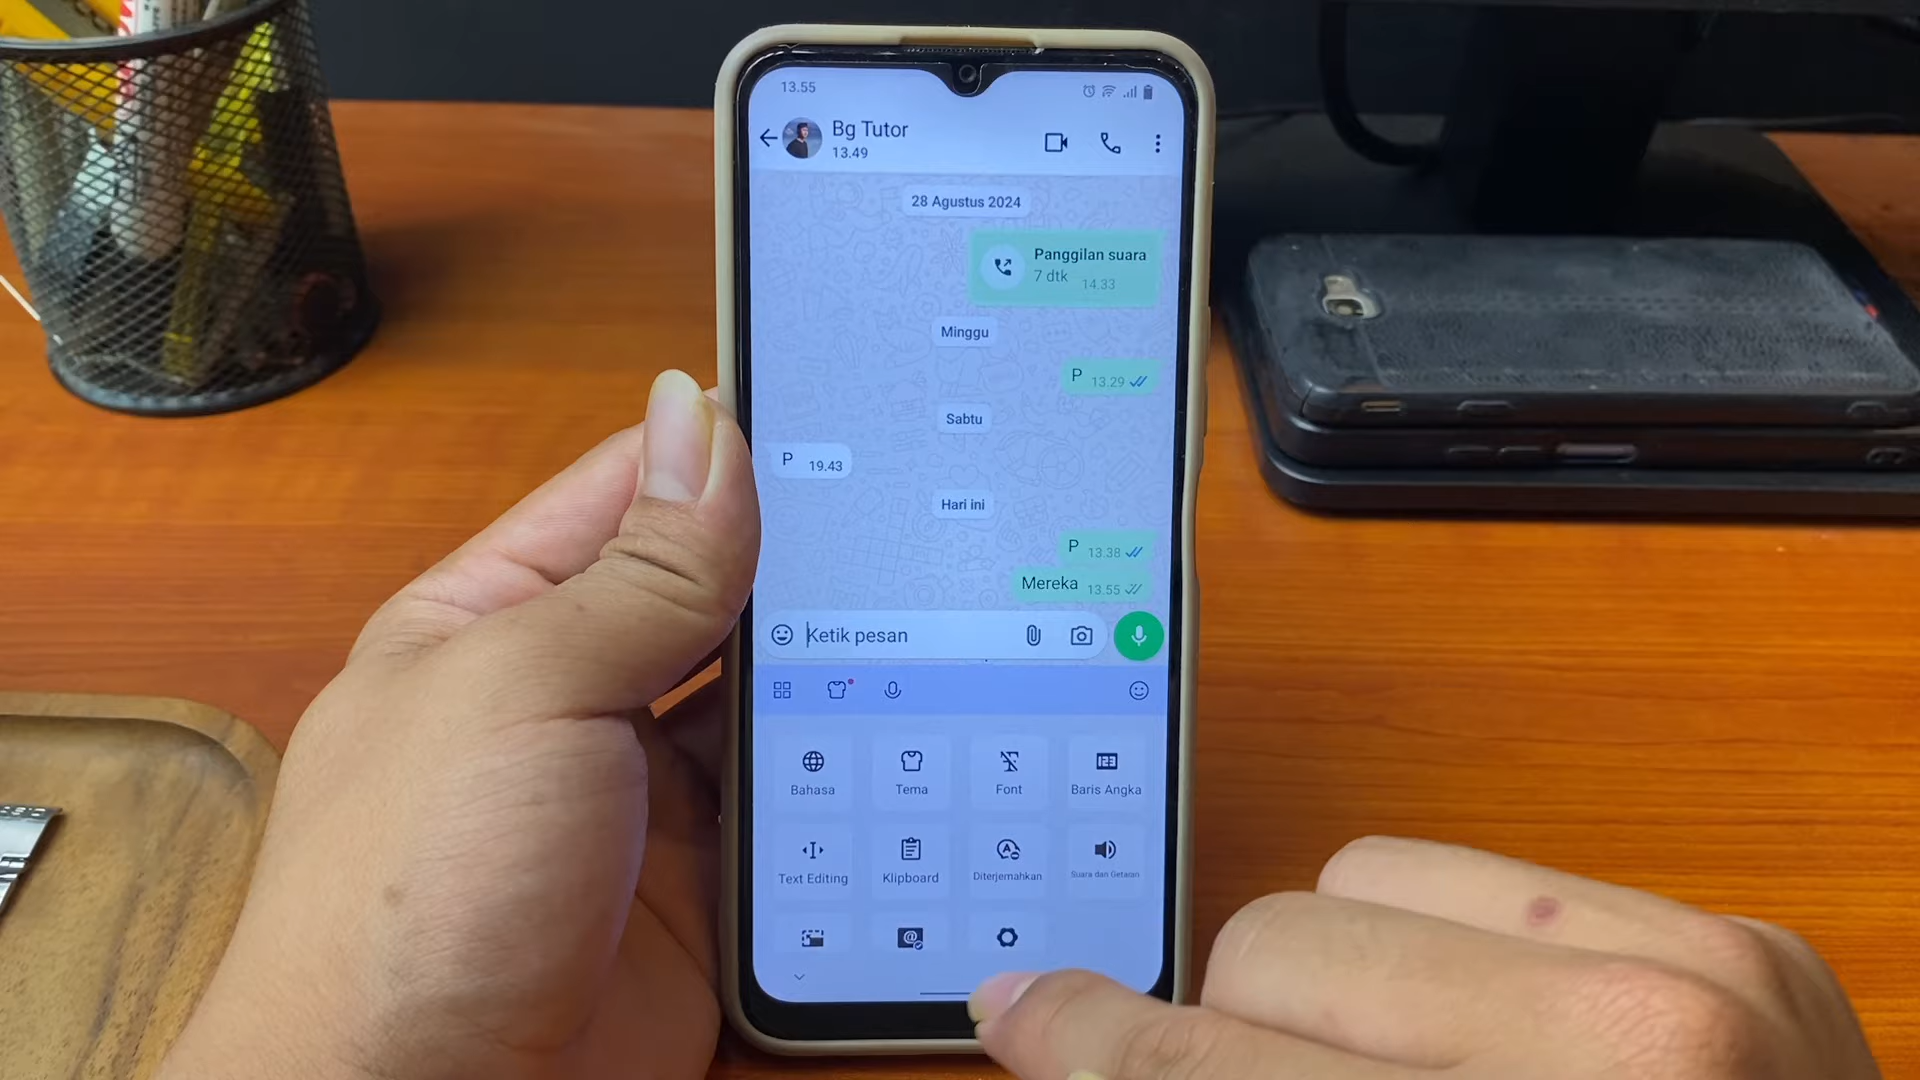 13.55
Bg Tutor
13.49
28 Agustus 2024
Panggilan suara
7 dtk 14.33
Minggu
P 13.29
Sabtu
P 19.43
Hari ini
P 13.38
Mereka 13.55
Ketik pesan
Bahasa Tema Font Baris Angka
Text Editing Klipboard Diterjemahkan Suara dan Getaran